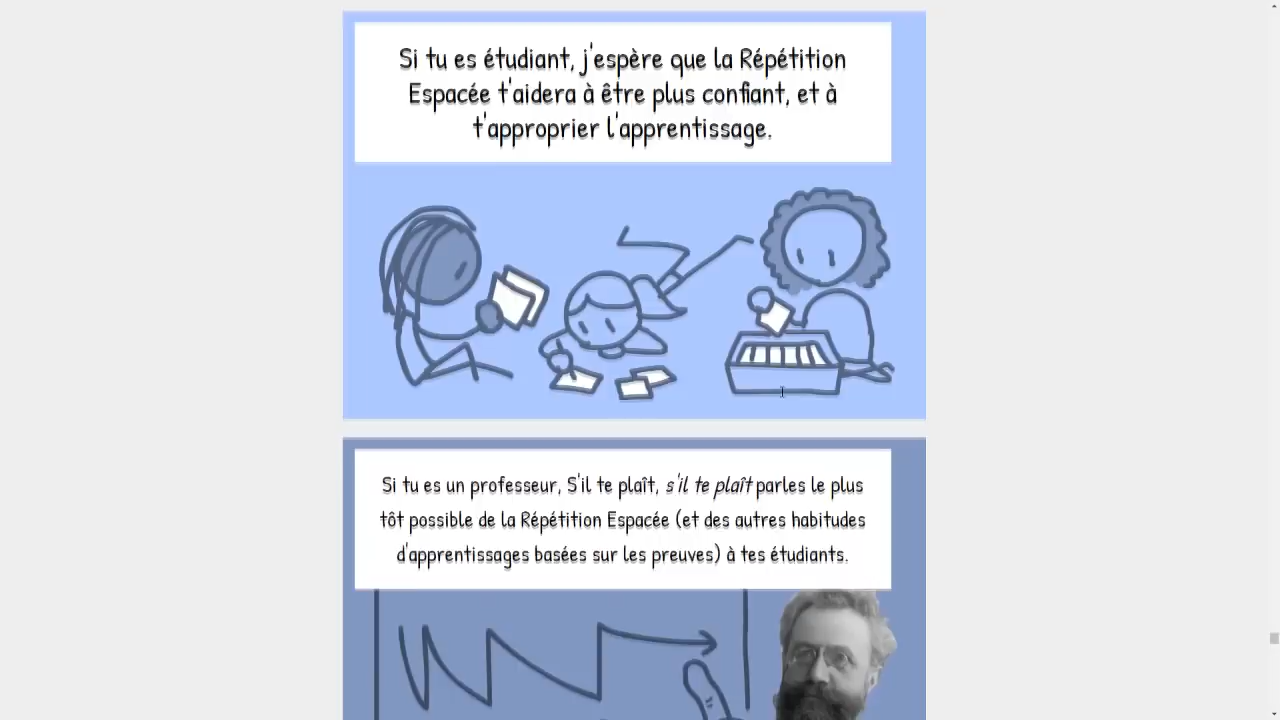 Si tu es étudiant, j'espère que la Répétition
Espacée t'aidera à être plus confiant, et à
t'approprier l'apprentissage.
Si tu es un professeur, S'il te plaît, s'il te plaît parles le plus
tôt possible de la Répétition Espacée (et des autres habitudes
d'apprentissages basées sur les preuves) à tes étudiants.